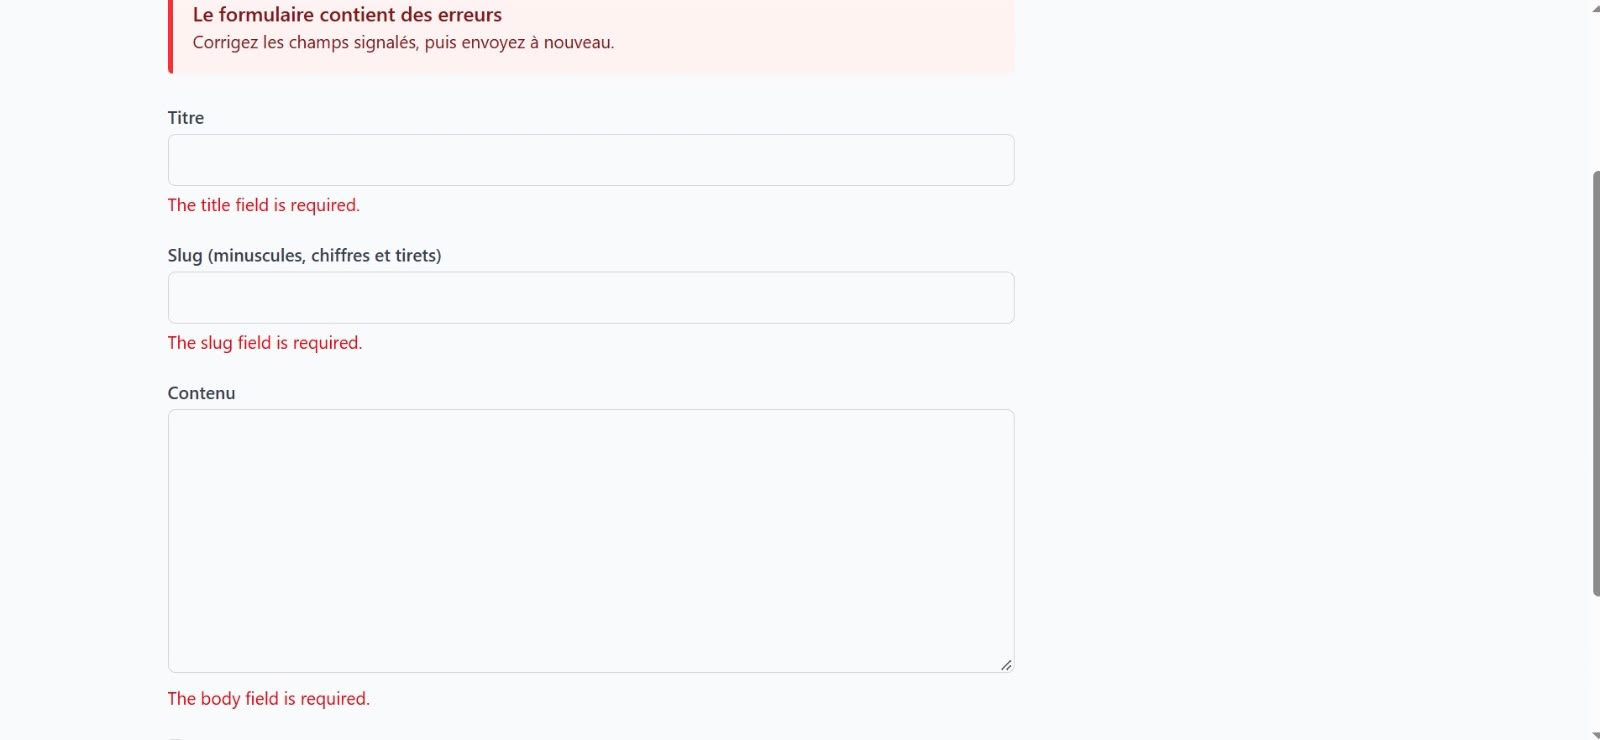 Le formulaire contient des erreurs
Corrigez les champs signalés, puis envoyez à nouveau.
Titre
The title field is required.
Slug (minuscules, chiffres et tirets)
The slug field is required.
Contenu
The body field is required.